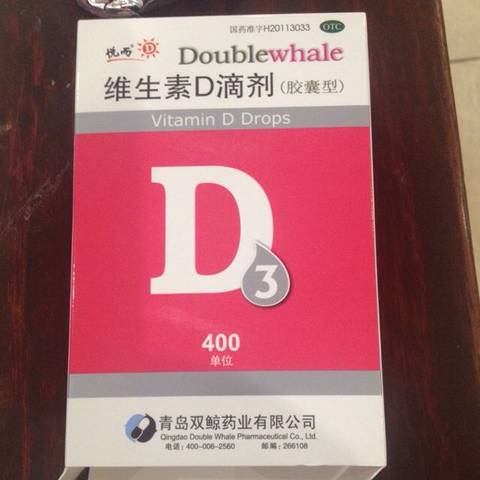 国药准字H20113033 OTC
悦而 D Doublewhale
维生素D滴剂(胶囊型)
Vitamin D Drops
D3
400
单位
青岛双鲸药业有限公司
Qingdao Double Whale Pharmaceutical Co., Ltd.
电话:400-006-2560 邮编:266108